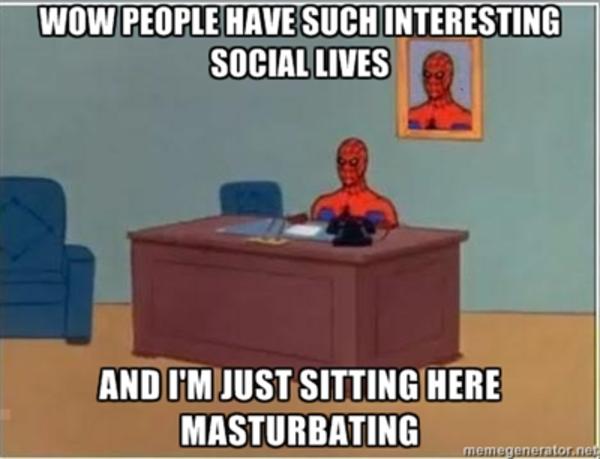 WOW PEOPLE HAVE SUCH INTERESTING
SOCIAL LIVES
AND I'M JUST SITTING HERE
MASTURBATING
memegenerator.net